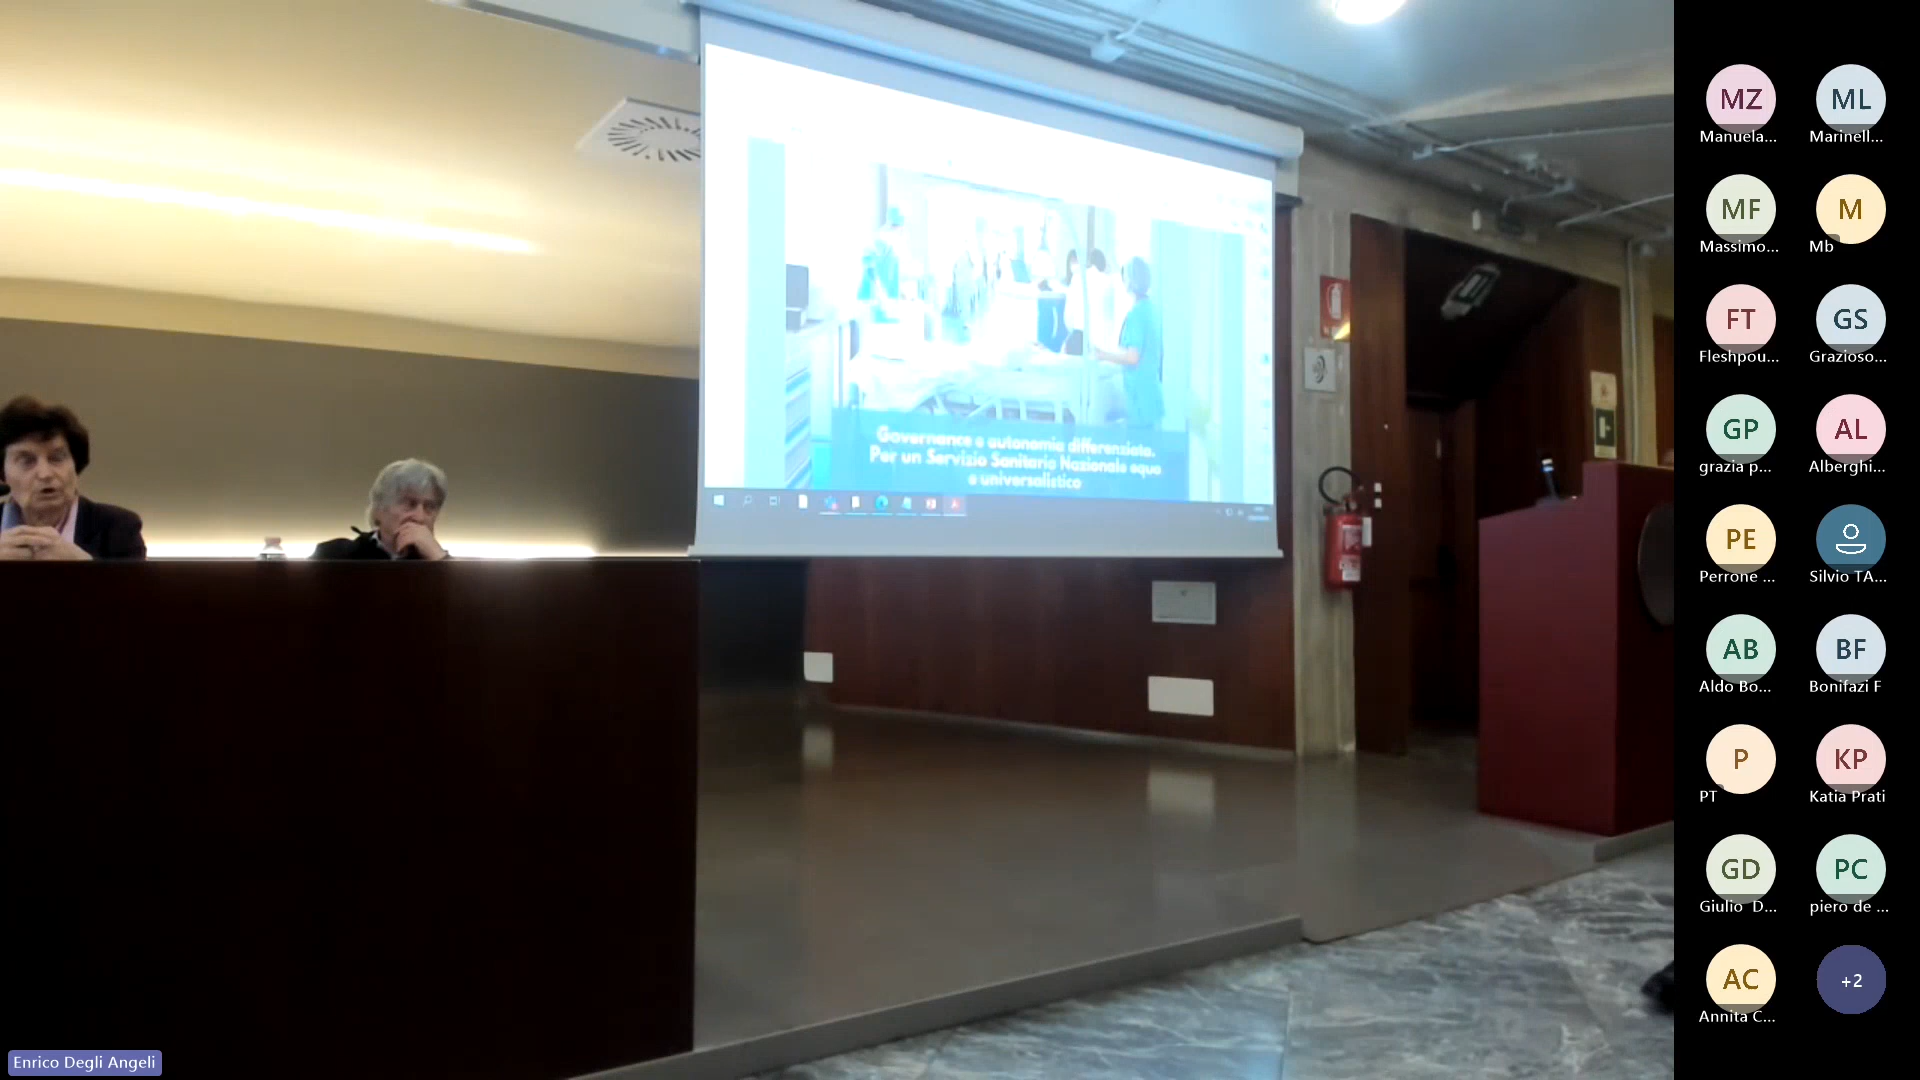 Governance e autonomia differenziata.
Per un Servizio Sanitario Nazionale equo
e universalistico
MZ
Manuela...
ML
Marinell...
MF
Massimo...
M
Mb
FT
Fleshpou...
GS
Grazioso...
GP
grazia p...
AL
Alberghi...
PE
Perrone ...
Silvio TA...
AB
Aldo Bo...
BF
Bonifazi F
P
PT
KP
Katia Prati
GD
Giulio D...
PC
piero de ...
AC
Annita C...
+2
Enrico Degli Angeli